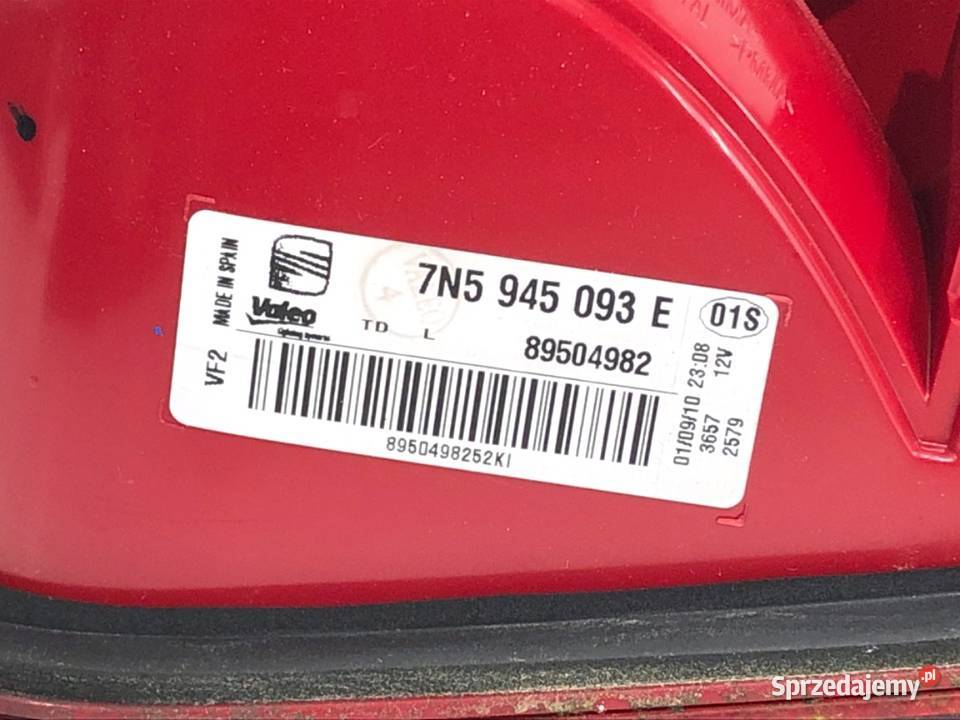 MADE IN SPAIN
VF2
Valeo
7N5 945 093 E
01S
TD L
89504982
8950498252KI
01/09/10 23:08
3657 12V
2579
Sprzedajemy.pl